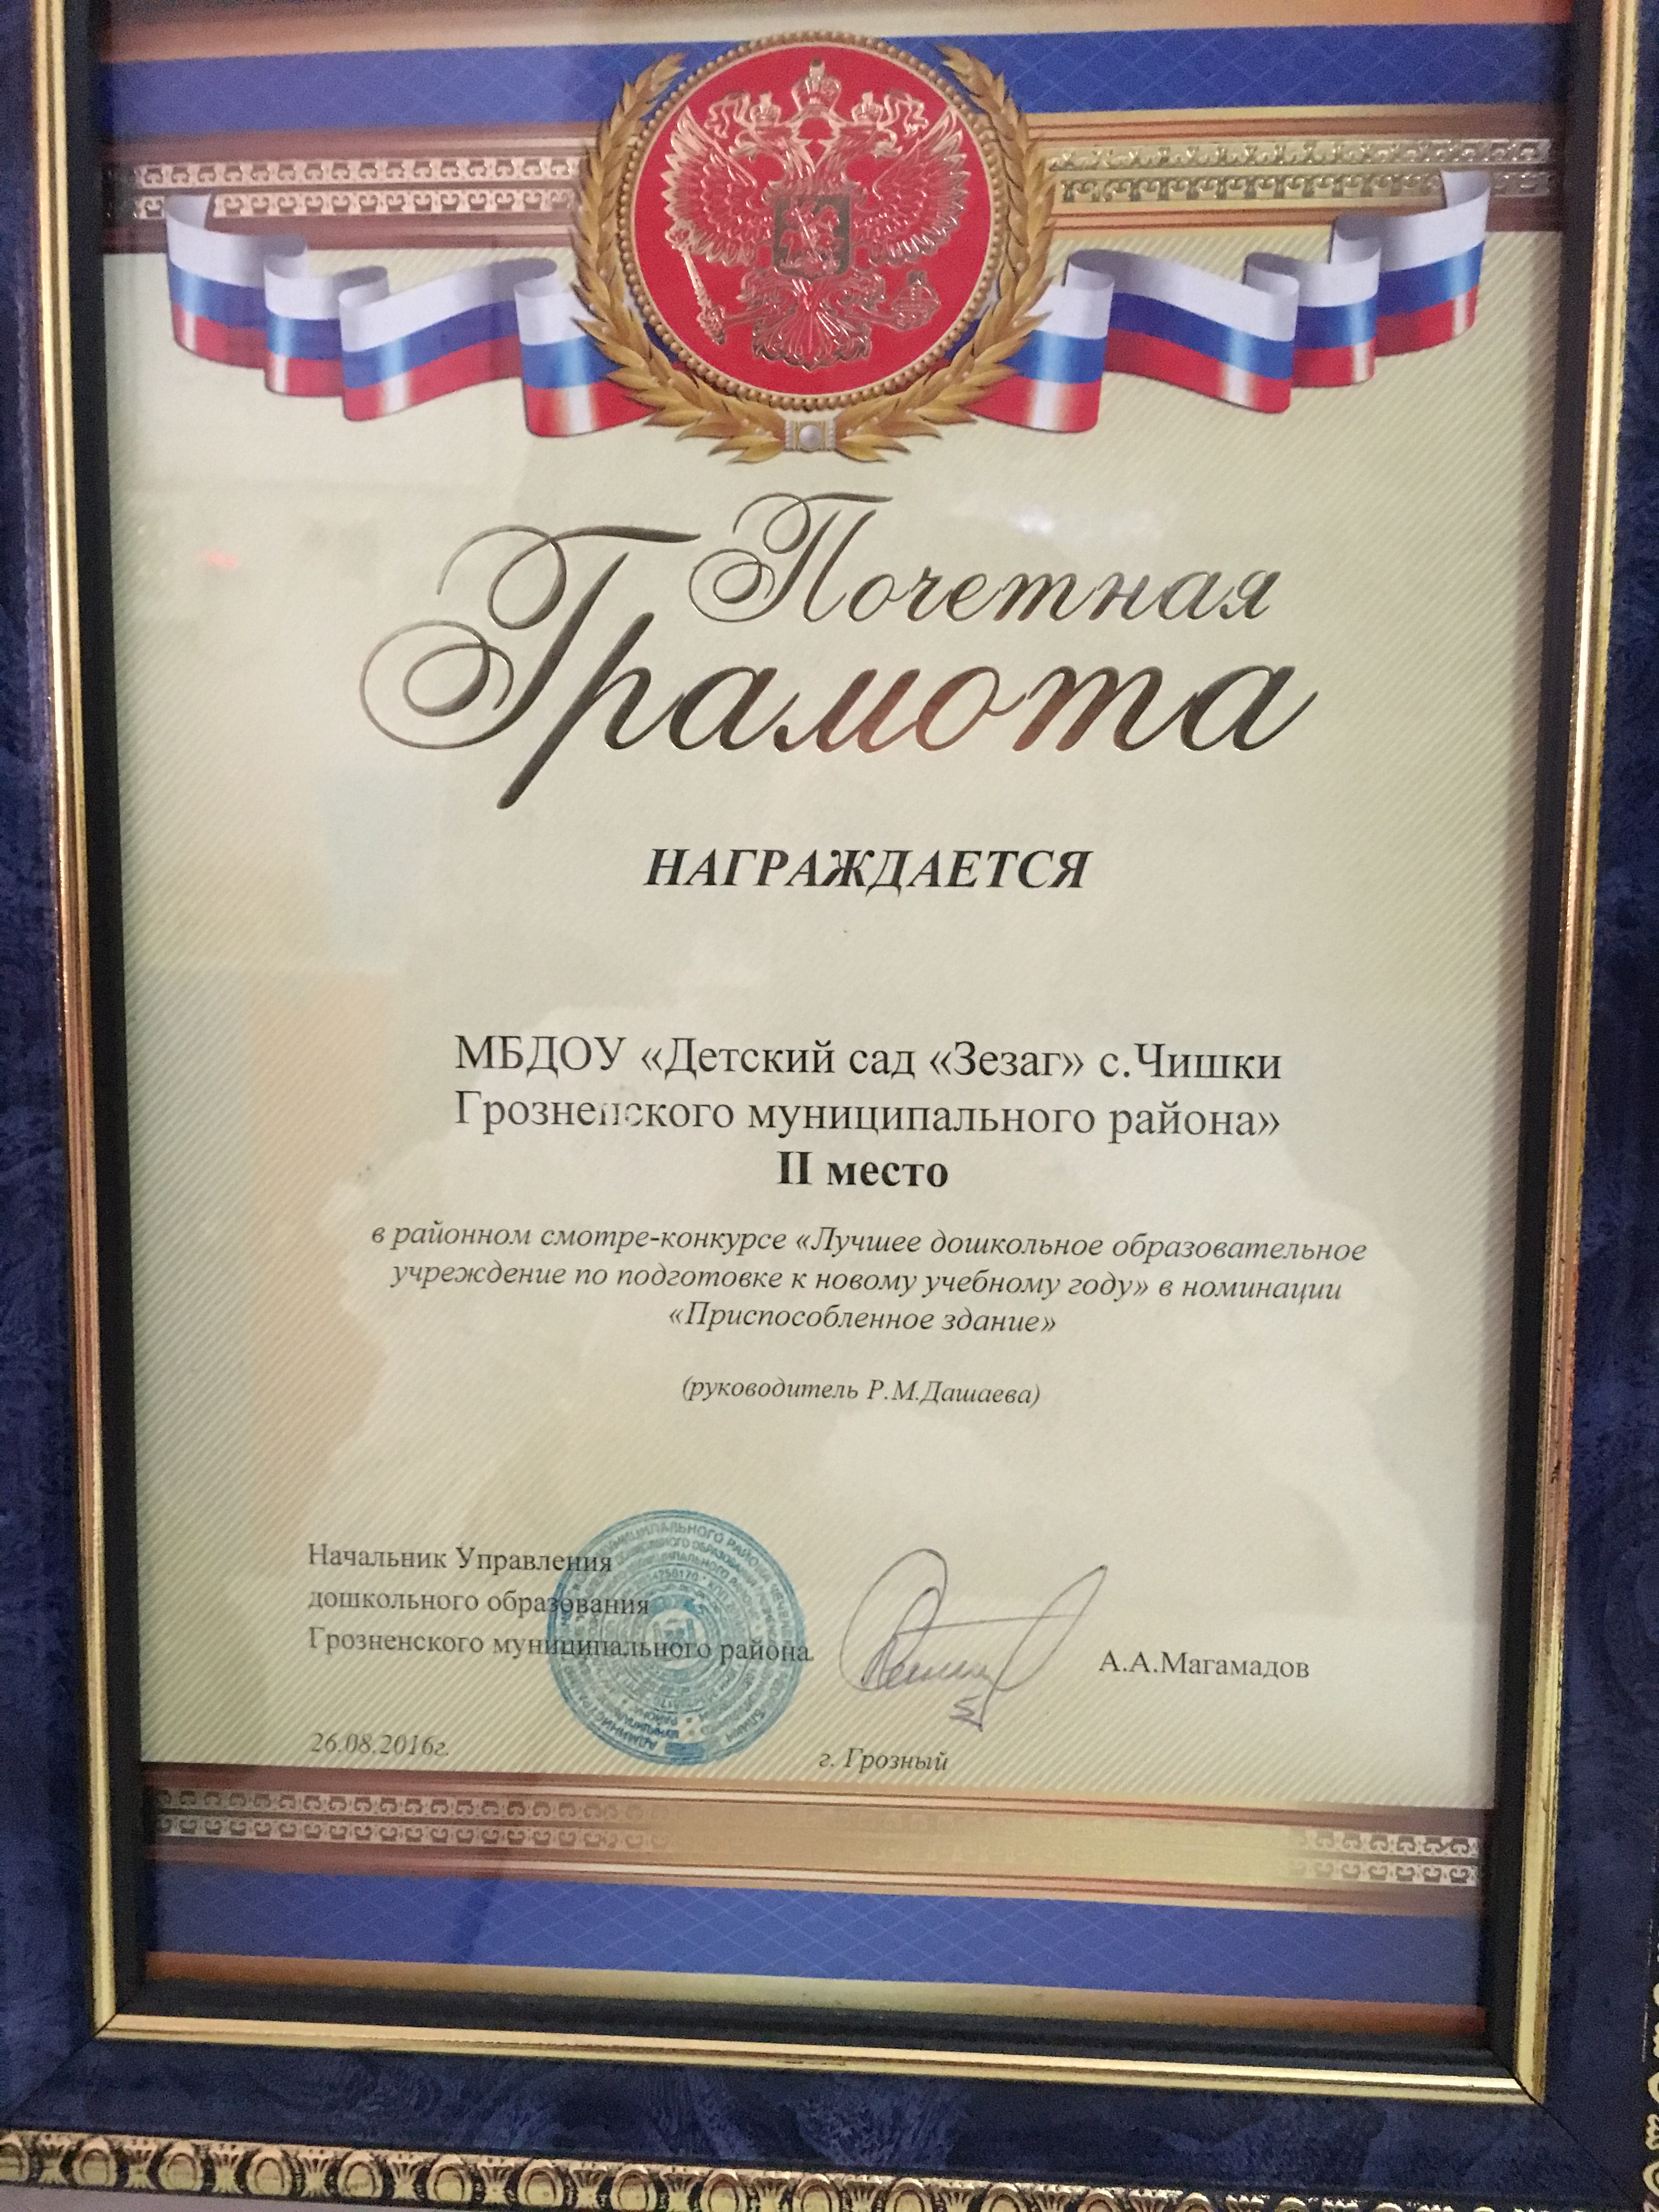 Почетная
Грамота
НАГРАЖДАЕТСЯ
МБДОУ «Детский сад «Зезаг» с.Чишки
Грозненского муниципального района»
II место
в районном смотре-конкурсе «Лучшее дошкольное образовательное
учреждение по подготовке к новому учебному году» в номинации
«Приспособленное здание»
(руководитель Р.М.Дашаева)
Начальник Управления
дошкольного образования
Грозненского муниципального района
А.А.Магамадов
26.08.2016г.
г. Грозный